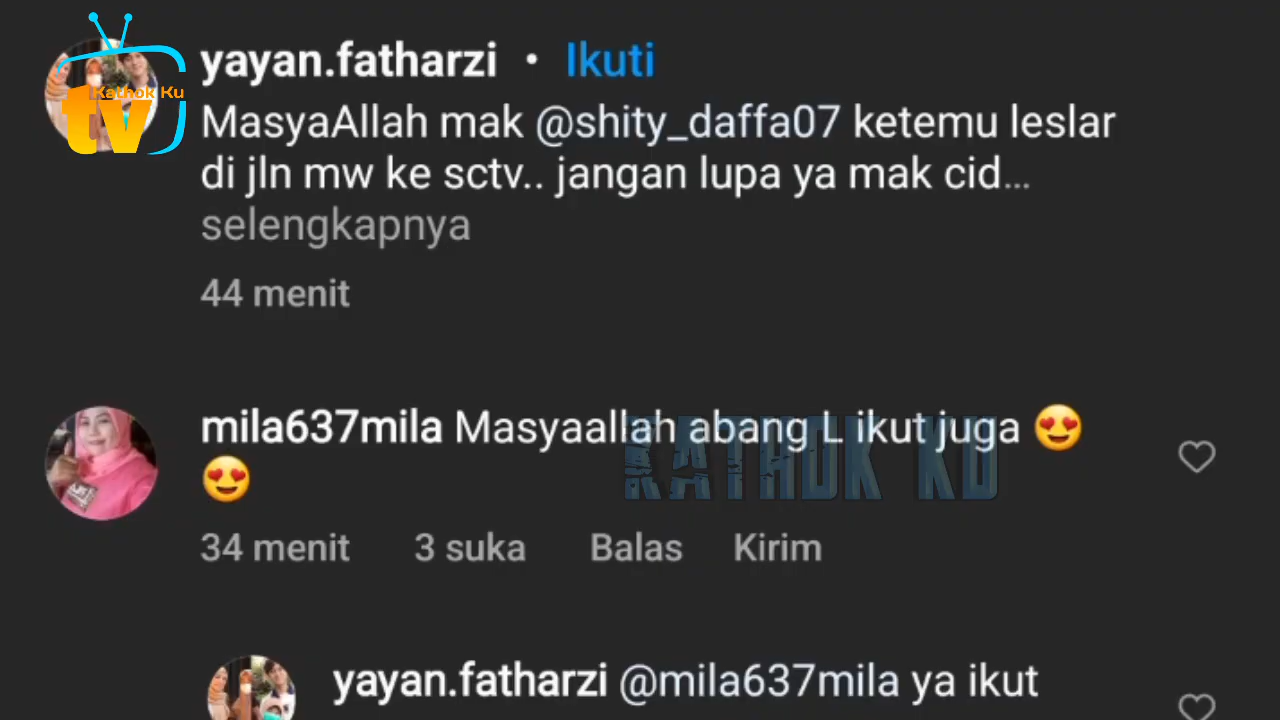 yayan.fatharzi • Ikuti
Kathok Ku
tv
MasyaAllah mak @shity_daffa07 ketemu leslar
di jln mw ke sctv.. jangan lupa ya mak cid...
selengkapnya
44 menit
mila637mila Masyaallah abang L ikut juga 😍
😍
KATHOK KU
34 menit 3 suka Balas Kirim
yayan.fatharzi @mila637mila ya ikut